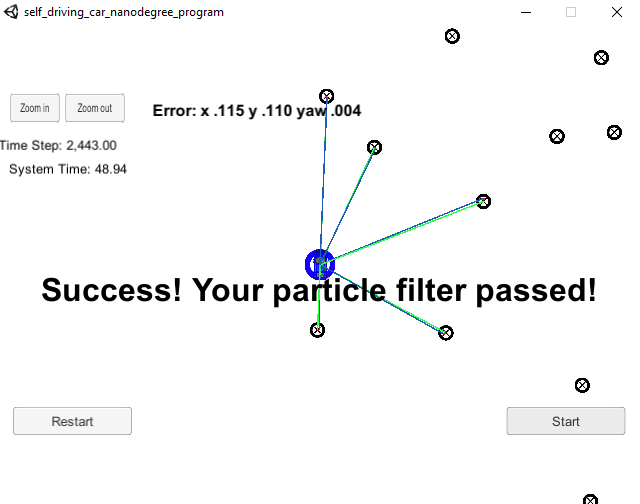 self_driving_car_nanodegree_program
Zoom in
Zoom out
Error: x .115 y .110 yaw .004
Time Step: 2,443.00
System Time: 48.94
Success! Your particle filter passed!
Restart
Start